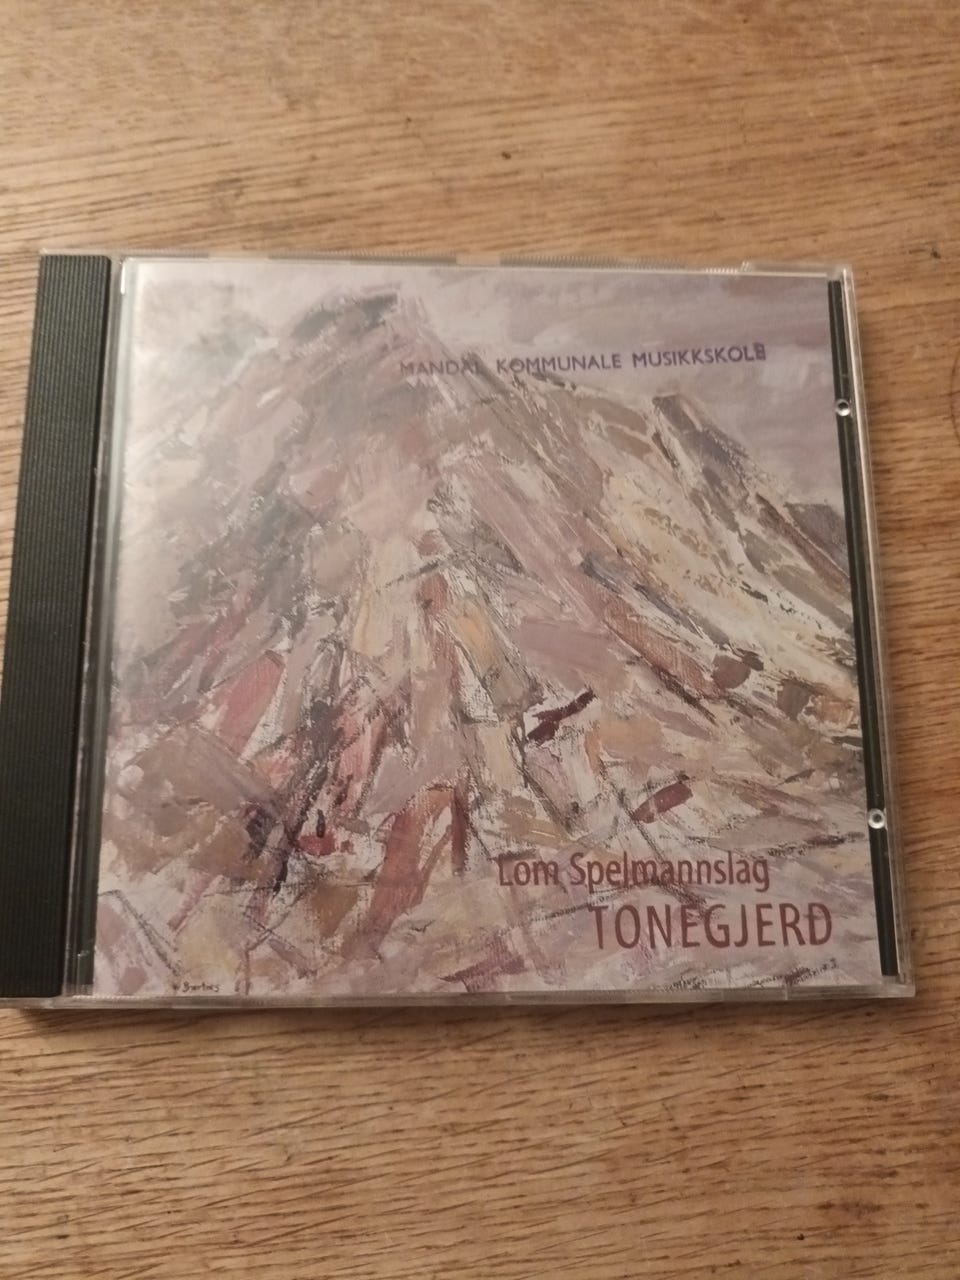 MANDAL KOMMUNALE MUSIKKSKOLE
Lom Spelmannslag
TONEGJERD